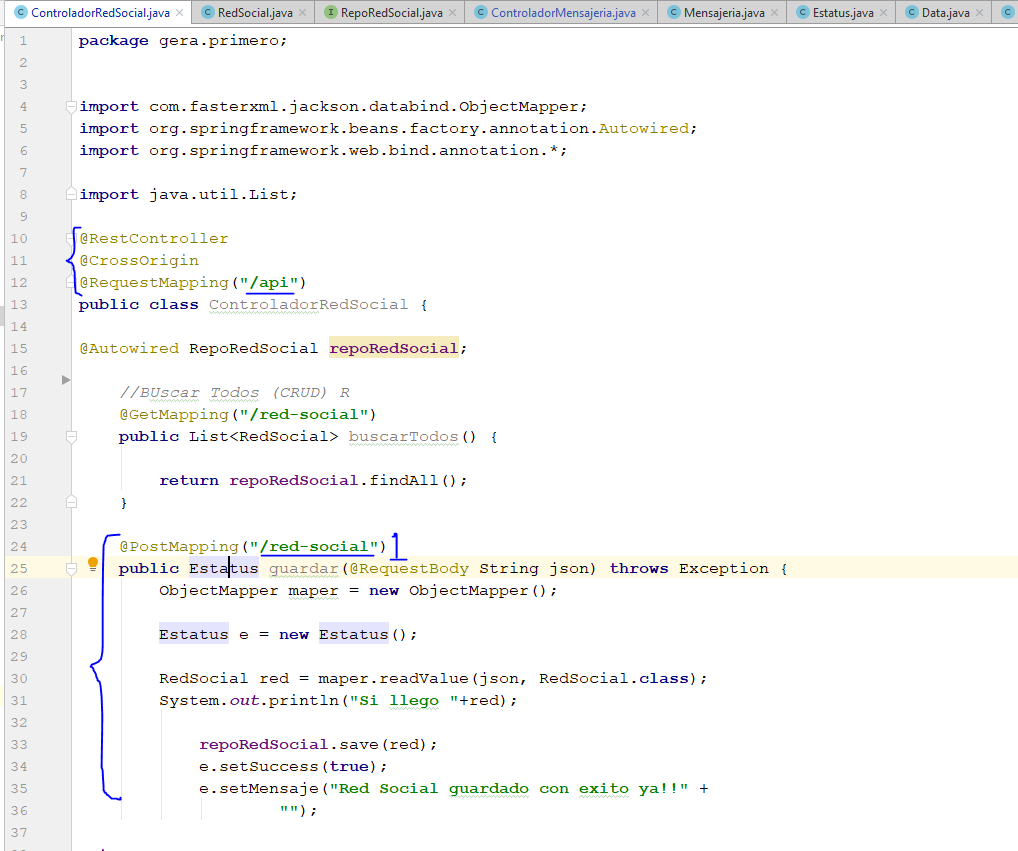 ControladorRedSocial.java × RedSocial.java × RepoRedSocial.java × ControladorMensajeria.java × Mensajeria.java × Estatus.java × Data.java ×
1 package gera.primero;
2
3
4 import com.fasterxml.jackson.databind.ObjectMapper;
5 import org.springframework.beans.factory.annotation.Autowired;
6 import org.springframework.web.bind.annotation.*;
7
8 import java.util.List;
9
10 @RestController
11 @CrossOrigin
12 @RequestMapping("/api")
13 public class ControladorRedSocial {
14
15 @Autowired RepoRedSocial repoRedSocial;
16
17 //BUscar Todos (CRUD) R
18 @GetMapping("/red-social")
19 public List<RedSocial> buscarTodos() {
20
21 return repoRedSocial.findAll();
22 }
23
24 @PostMapping("/red-social") 1
25 public Estatus guardar(@RequestBody String json) throws Exception {
26 ObjectMapper maper = new ObjectMapper();
27
28 Estatus e = new Estatus();
29
30 RedSocial red = maper.readValue(json, RedSocial.class);
31 System.out.println("Si llego "+red);
32
33 repoRedSocial.save(red);
34 e.setSuccess(true);
35 e.setMensaje("Red Social guardado con exito ya!!" +
36 "");
37